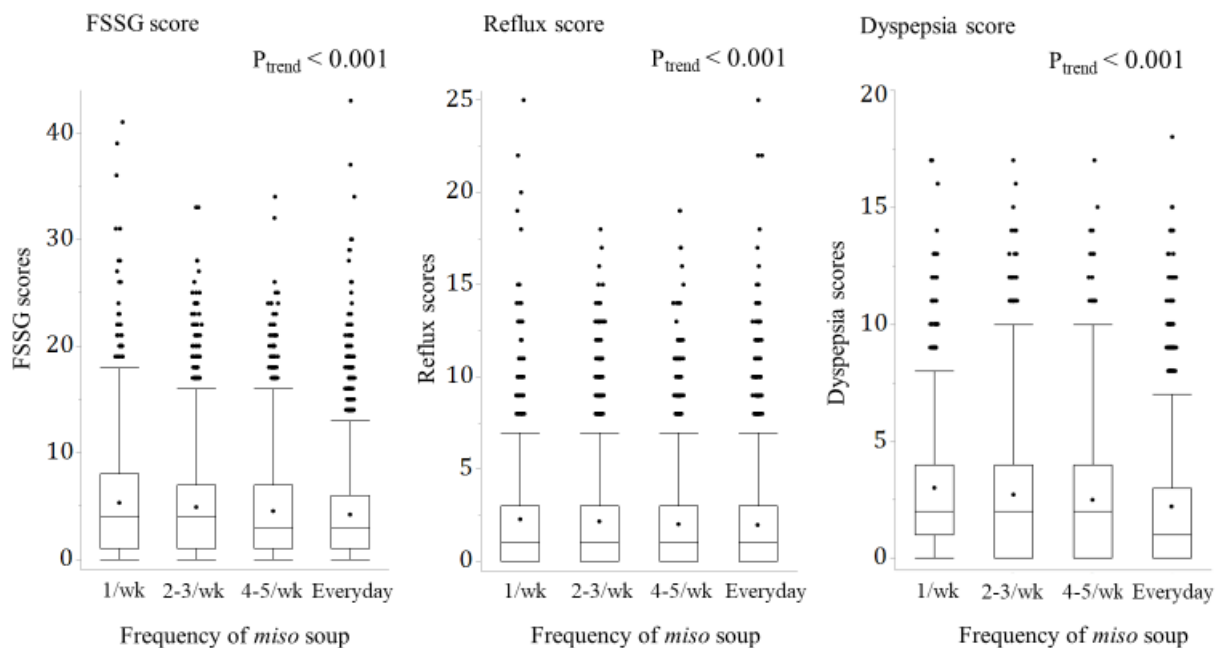 FSSG score
P trend < 0.001
FSSG scores
40
30
20
10
0
1/wk 2-3/wk 4-5/wk Everyday
Frequency of miso soup
Reflux score
P trend < 0.001
Reflux scores
25
20
15
10
5
0
1/wk 2-3/wk 4-5/wk Everyday
Frequency of miso soup
Dyspepsia score
P trend < 0.001
Dyspepsia scores
20
15
10
5
0
1/wk 2-3/wk 4-5/wk Everyday
Frequency of miso soup